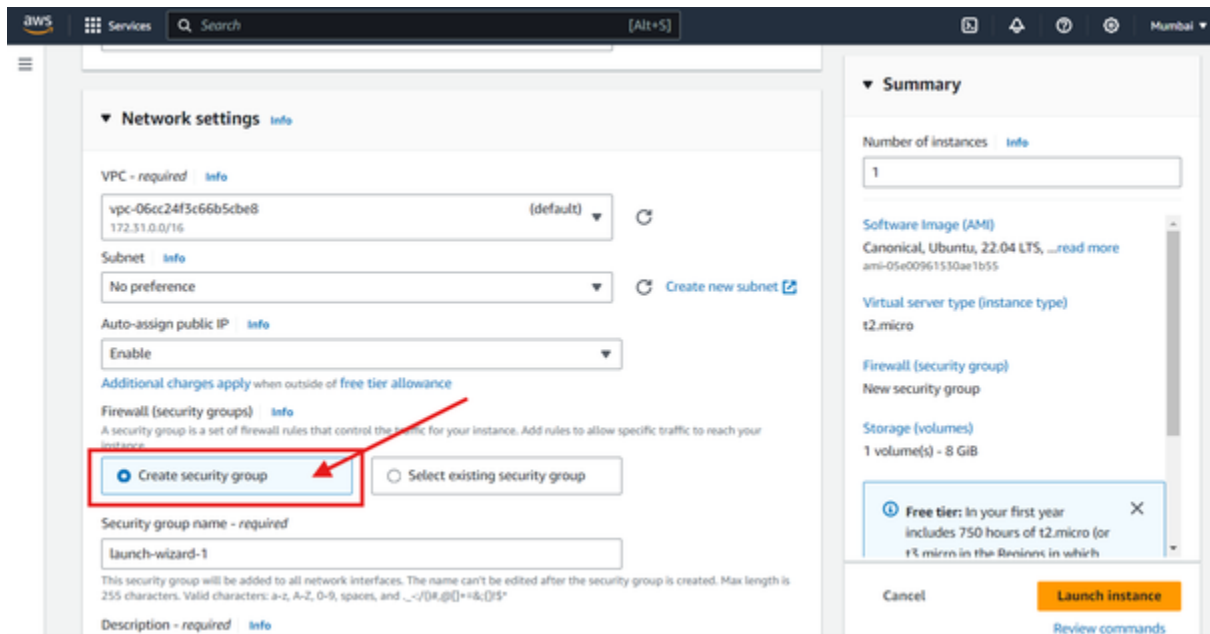 aws Services Search [Alt+S] Mumbai
Network settings Info
VPC - required Info
vpc-06cc24f3c66b5cbe8 (default)
172.31.0.0/16
Subnet Info
No preference
Create new subnet
Auto-assign public IP Info
Enable
Additional charges apply when outside of free tier allowance
Firewall (security groups) Info
A security group is a set of firewall rules that control the traffic for your instance. Add rules to allow specific traffic to reach your
instance.
Create security group
Select existing security group
Security group name - required
launch-wizard-1
This security group will be added to all network interfaces. The name can't be edited after the security group is created. Max length is
255 characters. Valid characters: a-z, A-Z, 0-9, spaces, and
Description - required Info
Summary
Number of instances Info
1
Software Image (AMI)
Canonical, Ubuntu, 22.04 LTS, ...read more
ami-05e00961530ae1b55
Virtual server type (instance type)
t2.micro
Firewall (security group)
New security group
Storage (volumes)
1 volume(s) - 8 GiB
Free tier: In your first year
includes 750 hours of t2.micro (or
t3.micro in the Regions in which
Cancel
Launch instance
Review commands